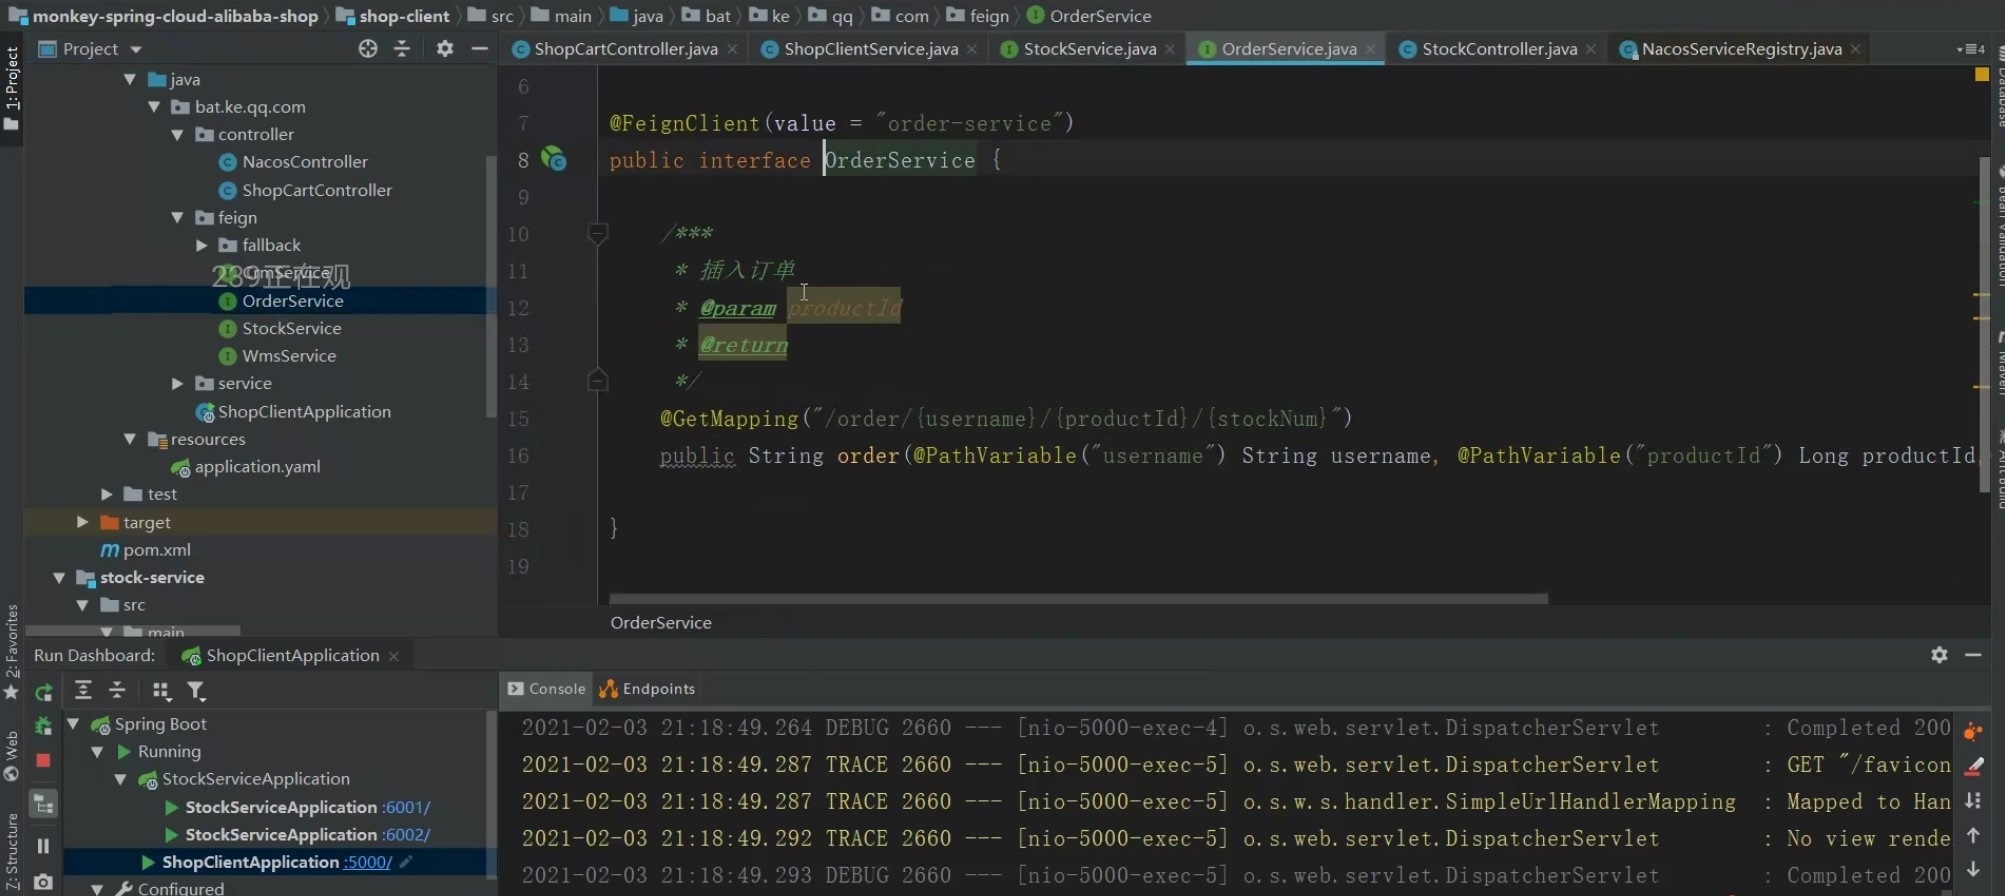 monkey-spring-cloud-alibaba-shop shop-client src main java bat ke qq com feign OrderService
Project
ShopCartController.java ShopClientService.java StockService.java OrderService.java StockController.java NacosServiceRegistry.java 4
1: Project
java
bat.ke.qq.com
controller
NacosController
ShopCartController
feign
fallback
CrmService
239正在观
OrderService
StockService
WmsService
service
ShopClientApplication
resources
application.yaml
test
target
pom.xml
stock-service
src
main
6
7 @FeignClient(value = "order-service")
8 public interface OrderService {
9
10 /***
11 * 插入订单
12 * @param productId
13 * @return
14 */
15 @GetMapping("/order/{username}/{productId}/{stockNum}")
16 public String order(@PathVariable("username") String username, @PathVariable("productId") Long productId,
17
18 }
19
OrderService
Database
Bean Validation
Maven
Ant Build
2: Favorites
Web
Z: Structure
Run Dashboard: ShopClientApplication
Console Endpoints
Spring Boot
Running
StockServiceApplication
StockServiceApplication :6001/
StockServiceApplication :6002/
ShopClientApplication :5000/
Configured
2021-02-03 21:18:49.264 DEBUG 2660 --- [nio-5000-exec-4] o.s.web.servlet.DispatcherServlet : Completed 200
2021-02-03 21:18:49.287 TRACE 2660 --- [nio-5000-exec-5] o.s.web.servlet.DispatcherServlet : GET "/favicon
2021-02-03 21:18:49.287 TRACE 2660 --- [nio-5000-exec-5] o.s.w.s.handler.SimpleUrlHandlerMapping : Mapped to Han
2021-02-03 21:18:49.292 TRACE 2660 --- [nio-5000-exec-5] o.s.web.servlet.DispatcherServlet : No view rende
2021-02-03 21:18:49.293 DEBUG 2660 --- [nio-5000-exec-5] o.s.web.servlet.DispatcherServlet : Completed 200